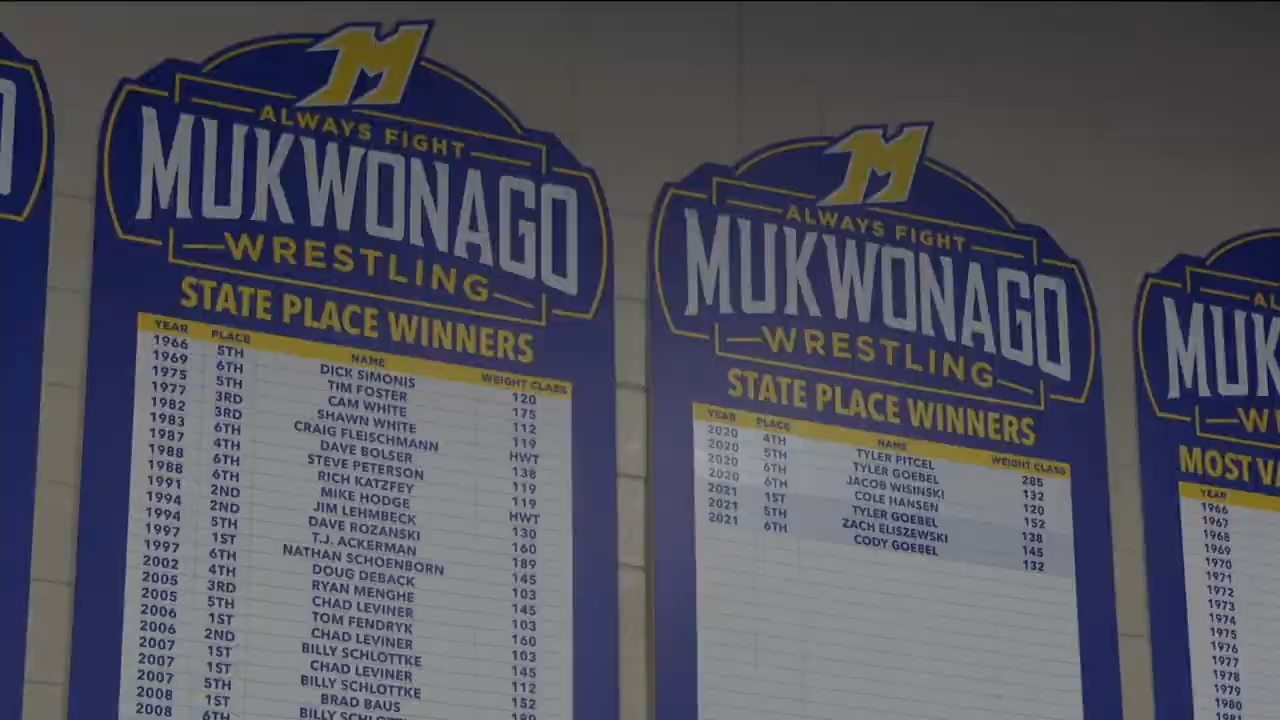 ALWAYS FIGHT
MUKWONAGO
WRESTLING
STATE PLACE WINNERS
YEAR PLACE NAME WEIGHT CLASS
1966 5TH DICK SIMONIS 120
1969 6TH TIM FOSTER 175
1975 5TH CAM WHITE 112
1977 3RD SHAWN WHITE 119
1982 3RD CRAIG FLEISCHMANN HWT
1983 6TH DAVE BOLSER 138
1987 4TH STEVE PETERSON 119
1988 6TH RICH KATZFEY 119
1988 6TH MIKE HODGE HWT
1991 2ND JIM LEHMBECK 130
1994 2ND DAVE ROZANSKI 160
1994 5TH T.J. ACKERMAN 189
1997 1ST NATHAN SCHOENBORN 145
1997 6TH DOUG DEBACK 103
2002 4TH RYAN MENGHE 145
2005 3RD CHAD LEVINER 103
2005 5TH TOM FENDRYK 160
2006 1ST CHAD LEVINER 103
2006 2ND BILLY SCHLOTTKE 145
2007 1ST CHAD LEVINER 112
2007 1ST BILLY SCHLOTTKE 152
2007 5TH BRAD BAUS 189
2008 1ST BILLY SCHLOTTKE
2008 6TH
ALWAYS FIGHT
MUKWONAGO
WRESTLING
STATE PLACE WINNERS
YEAR PLACE NAME WEIGHT CLASS
2020 4TH TYLER PITCEL 285
2020 5TH TYLER GOEBEL 132
2020 6TH JACOB WISINSKI 120
2020 6TH COLE HANSEN 152
2021 1ST TYLER GOEBEL 138
2021 5TH ZACH ELISZEWSKI 145
2021 6TH CODY GOEBEL 132
AL
MUK
W
MOST VA
YEAR
1966
1967
1968
1969
1970
1971
1972
1973
1974
1975
1976
1977
1978
1979
1980
1981